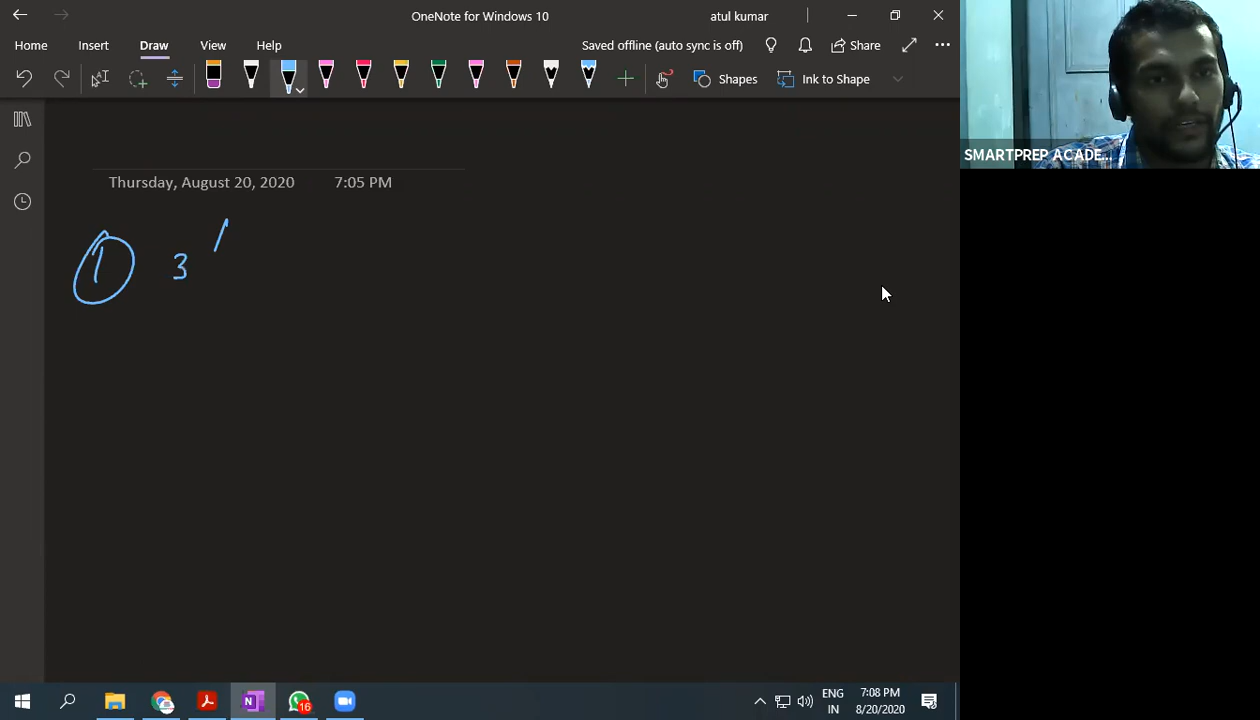 OneNote for Windows 10
atul kumar
Home Insert Draw View Help
Saved offline (auto sync is off)
Share
Shapes
Ink to Shape
SMARTPREP ACADE...
Thursday, August 20, 2020 7:05 PM
1 3
N
16
ENG
IN
7:08 PM
8/20/2020